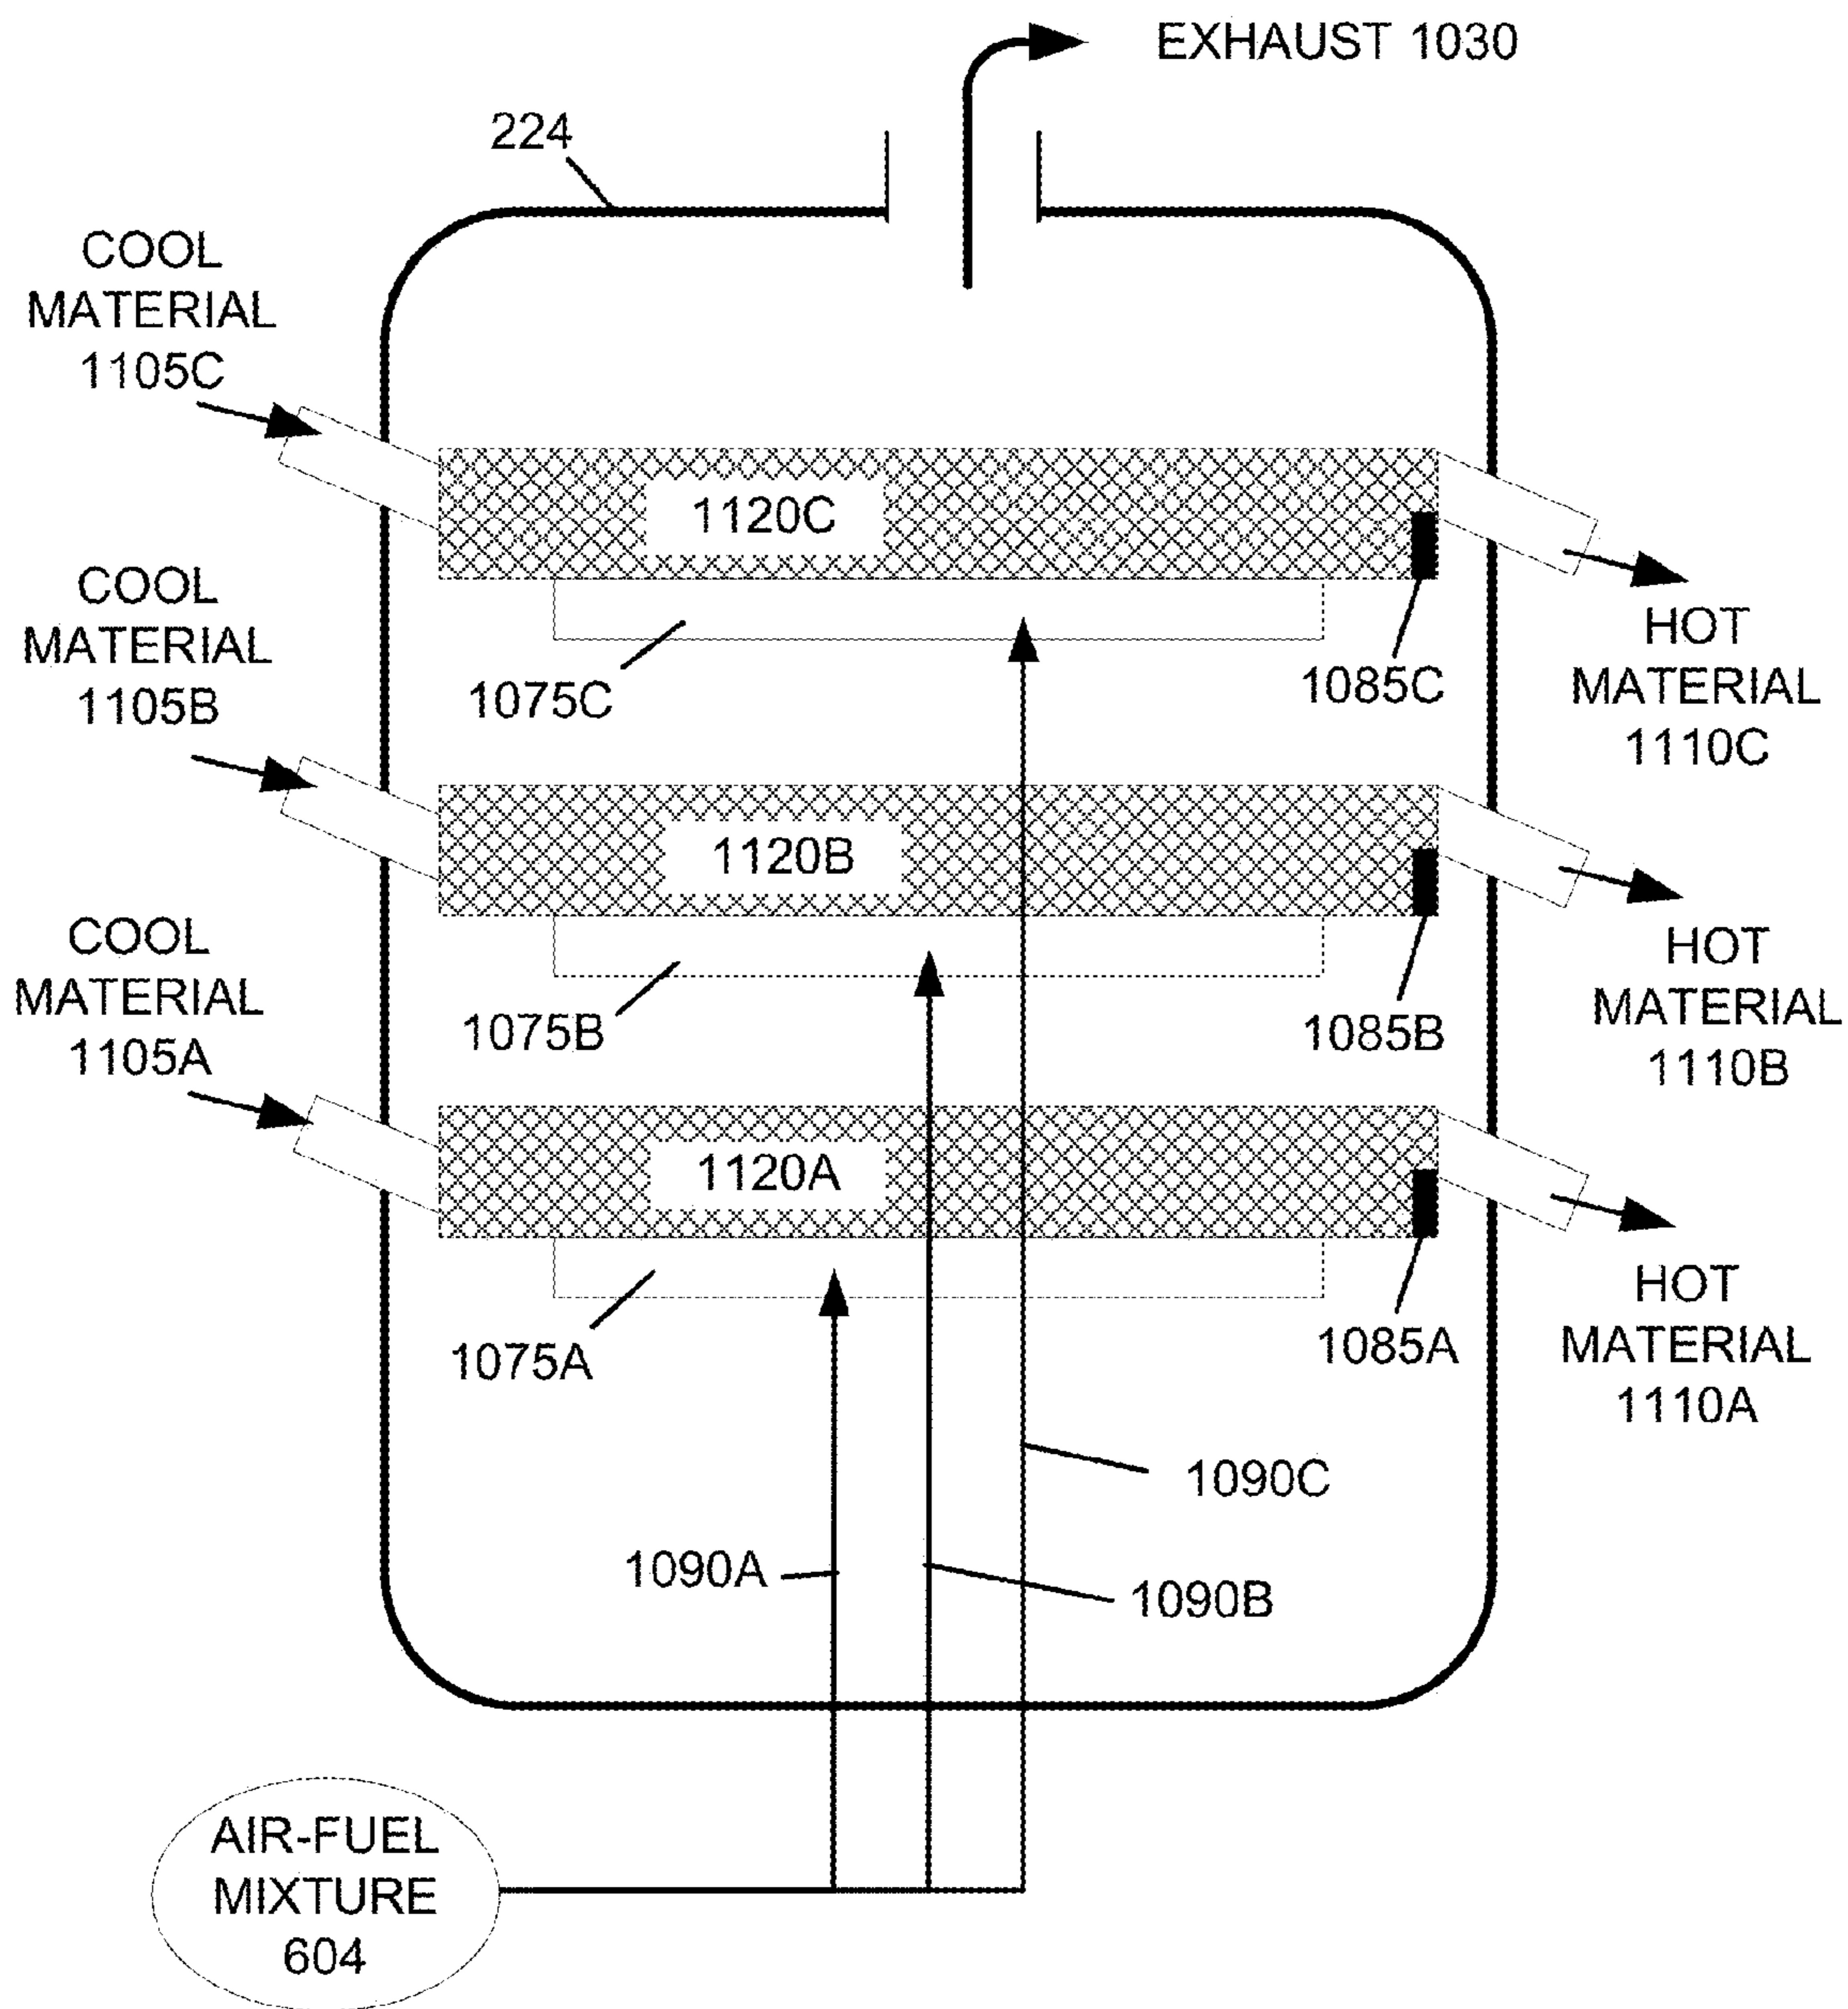 EXHAUST 1030
224
COOL
MATERIAL
1105C
1120C
HOT
MATERIAL
1110C
1075C
1085C
COOL
MATERIAL
1105B
1120B
HOT
MATERIAL
1110B
1075B
1085B
COOL
MATERIAL
1105A
1120A
HOT
MATERIAL
1110A
1075A
1085A
1090C
1090A
1090B
AIR-FUEL
MIXTURE
604